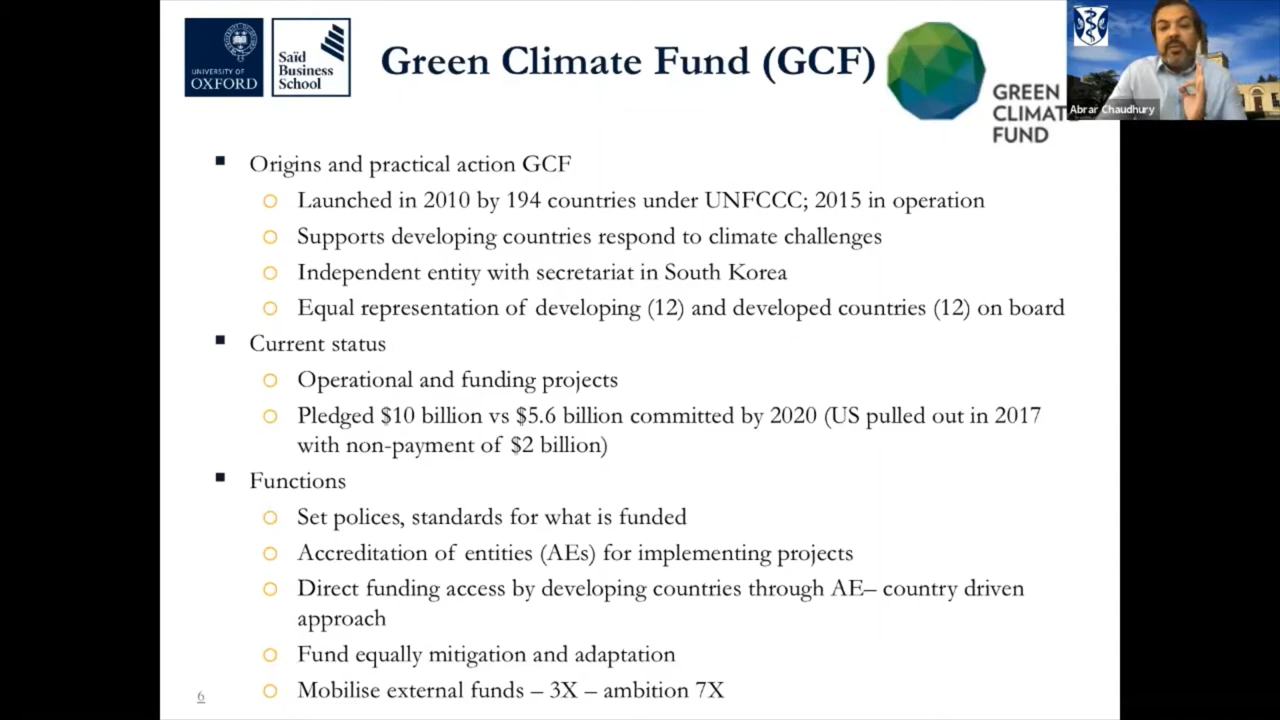 UNIVERSITY OF
OXFORD
Saïd
Business
School
Green Climate Fund (GCF)
GREEN
CLIMAT
FUND
Abrar Chaudhury
Origins and practical action GCF
Launched in 2010 by 194 countries under UNFCCC; 2015 in operation
Supports developing countries respond to climate challenges
Independent entity with secretariat in South Korea
Equal representation of developing (12) and developed countries (12) on board
Current status
Operational and funding projects
Pledged $10 billion vs $5.6 billion committed by 2020 (US pulled out in 2017
with non-payment of $2 billion)
Functions
Set polices, standards for what is funded
Accreditation of entities (AEs) for implementing projects
Direct funding access by developing countries through AE– country driven
approach
Fund equally mitigation and adaptation
Mobilise external funds – 3X – ambition 7X
6